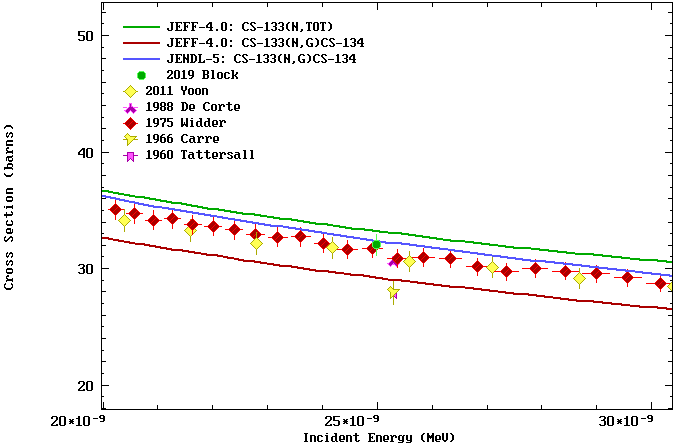 JEFF-4.0: CS-133(N,TOT)
JEFF-4.0: CS-133(N,G)CS-134
JENDL-5: CS-133(N,G)CS-134
2019 Block
2011 Yoon
1988 De Corte
1975 Widder
1966 Carre
1960 Tattersall
Cross Section (barns)
50
40
30
20
20×10-9
25×10-9
30×10-9
Incident Energy (MeV)